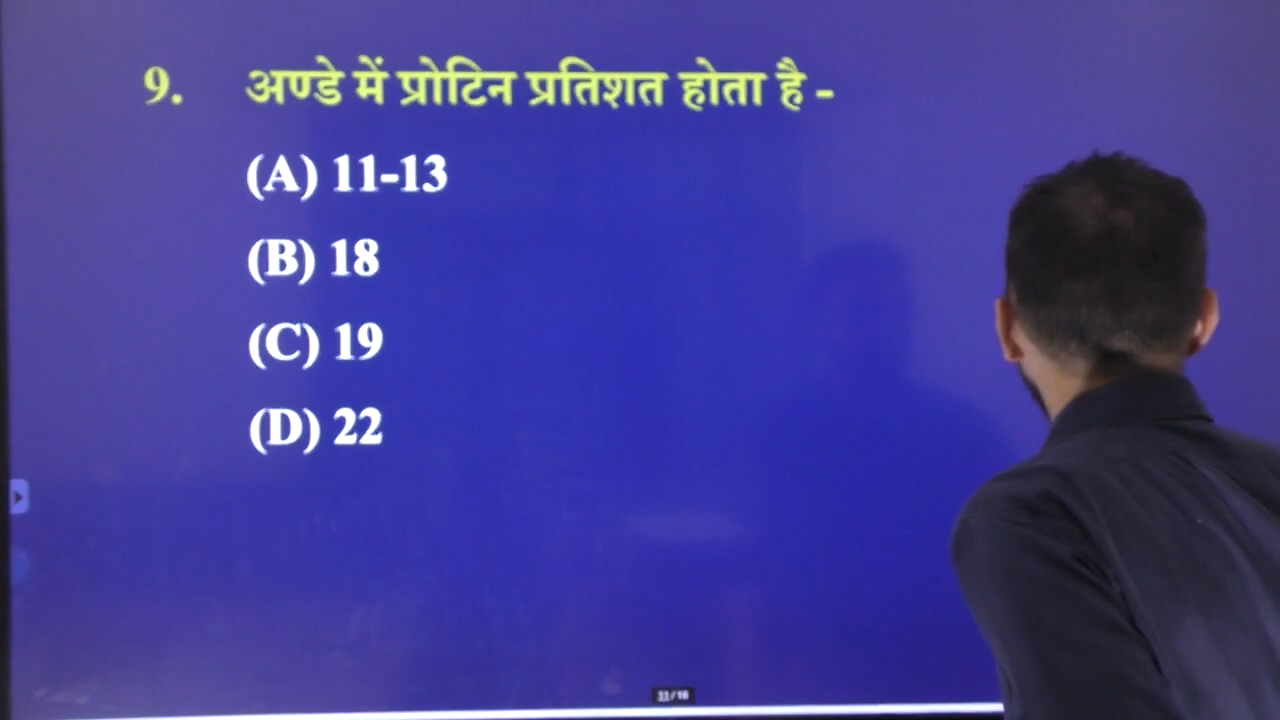 9. अण्डे में प्रोटिन प्रतिशत होता है -
(A) 11-13
(B) 18
(C) 19
(D) 22